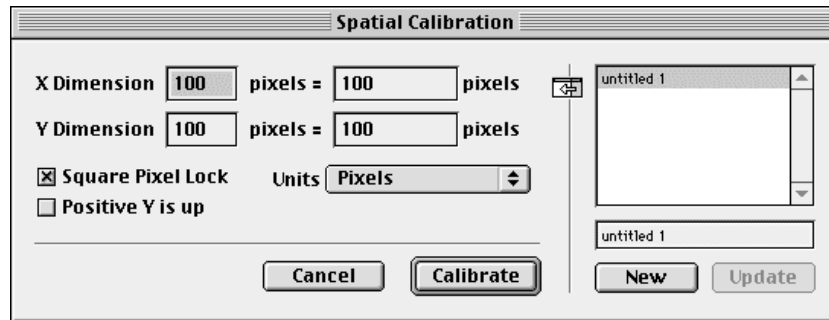 Spatial Calibration
X Dimension 100 pixels = 100 pixels
Y Dimension 100 pixels = 100 pixels
Square Pixel Lock
Units Pixels
Positive Y is up
Cancel
Calibrate
untitled 1
untitled 1
New
Update